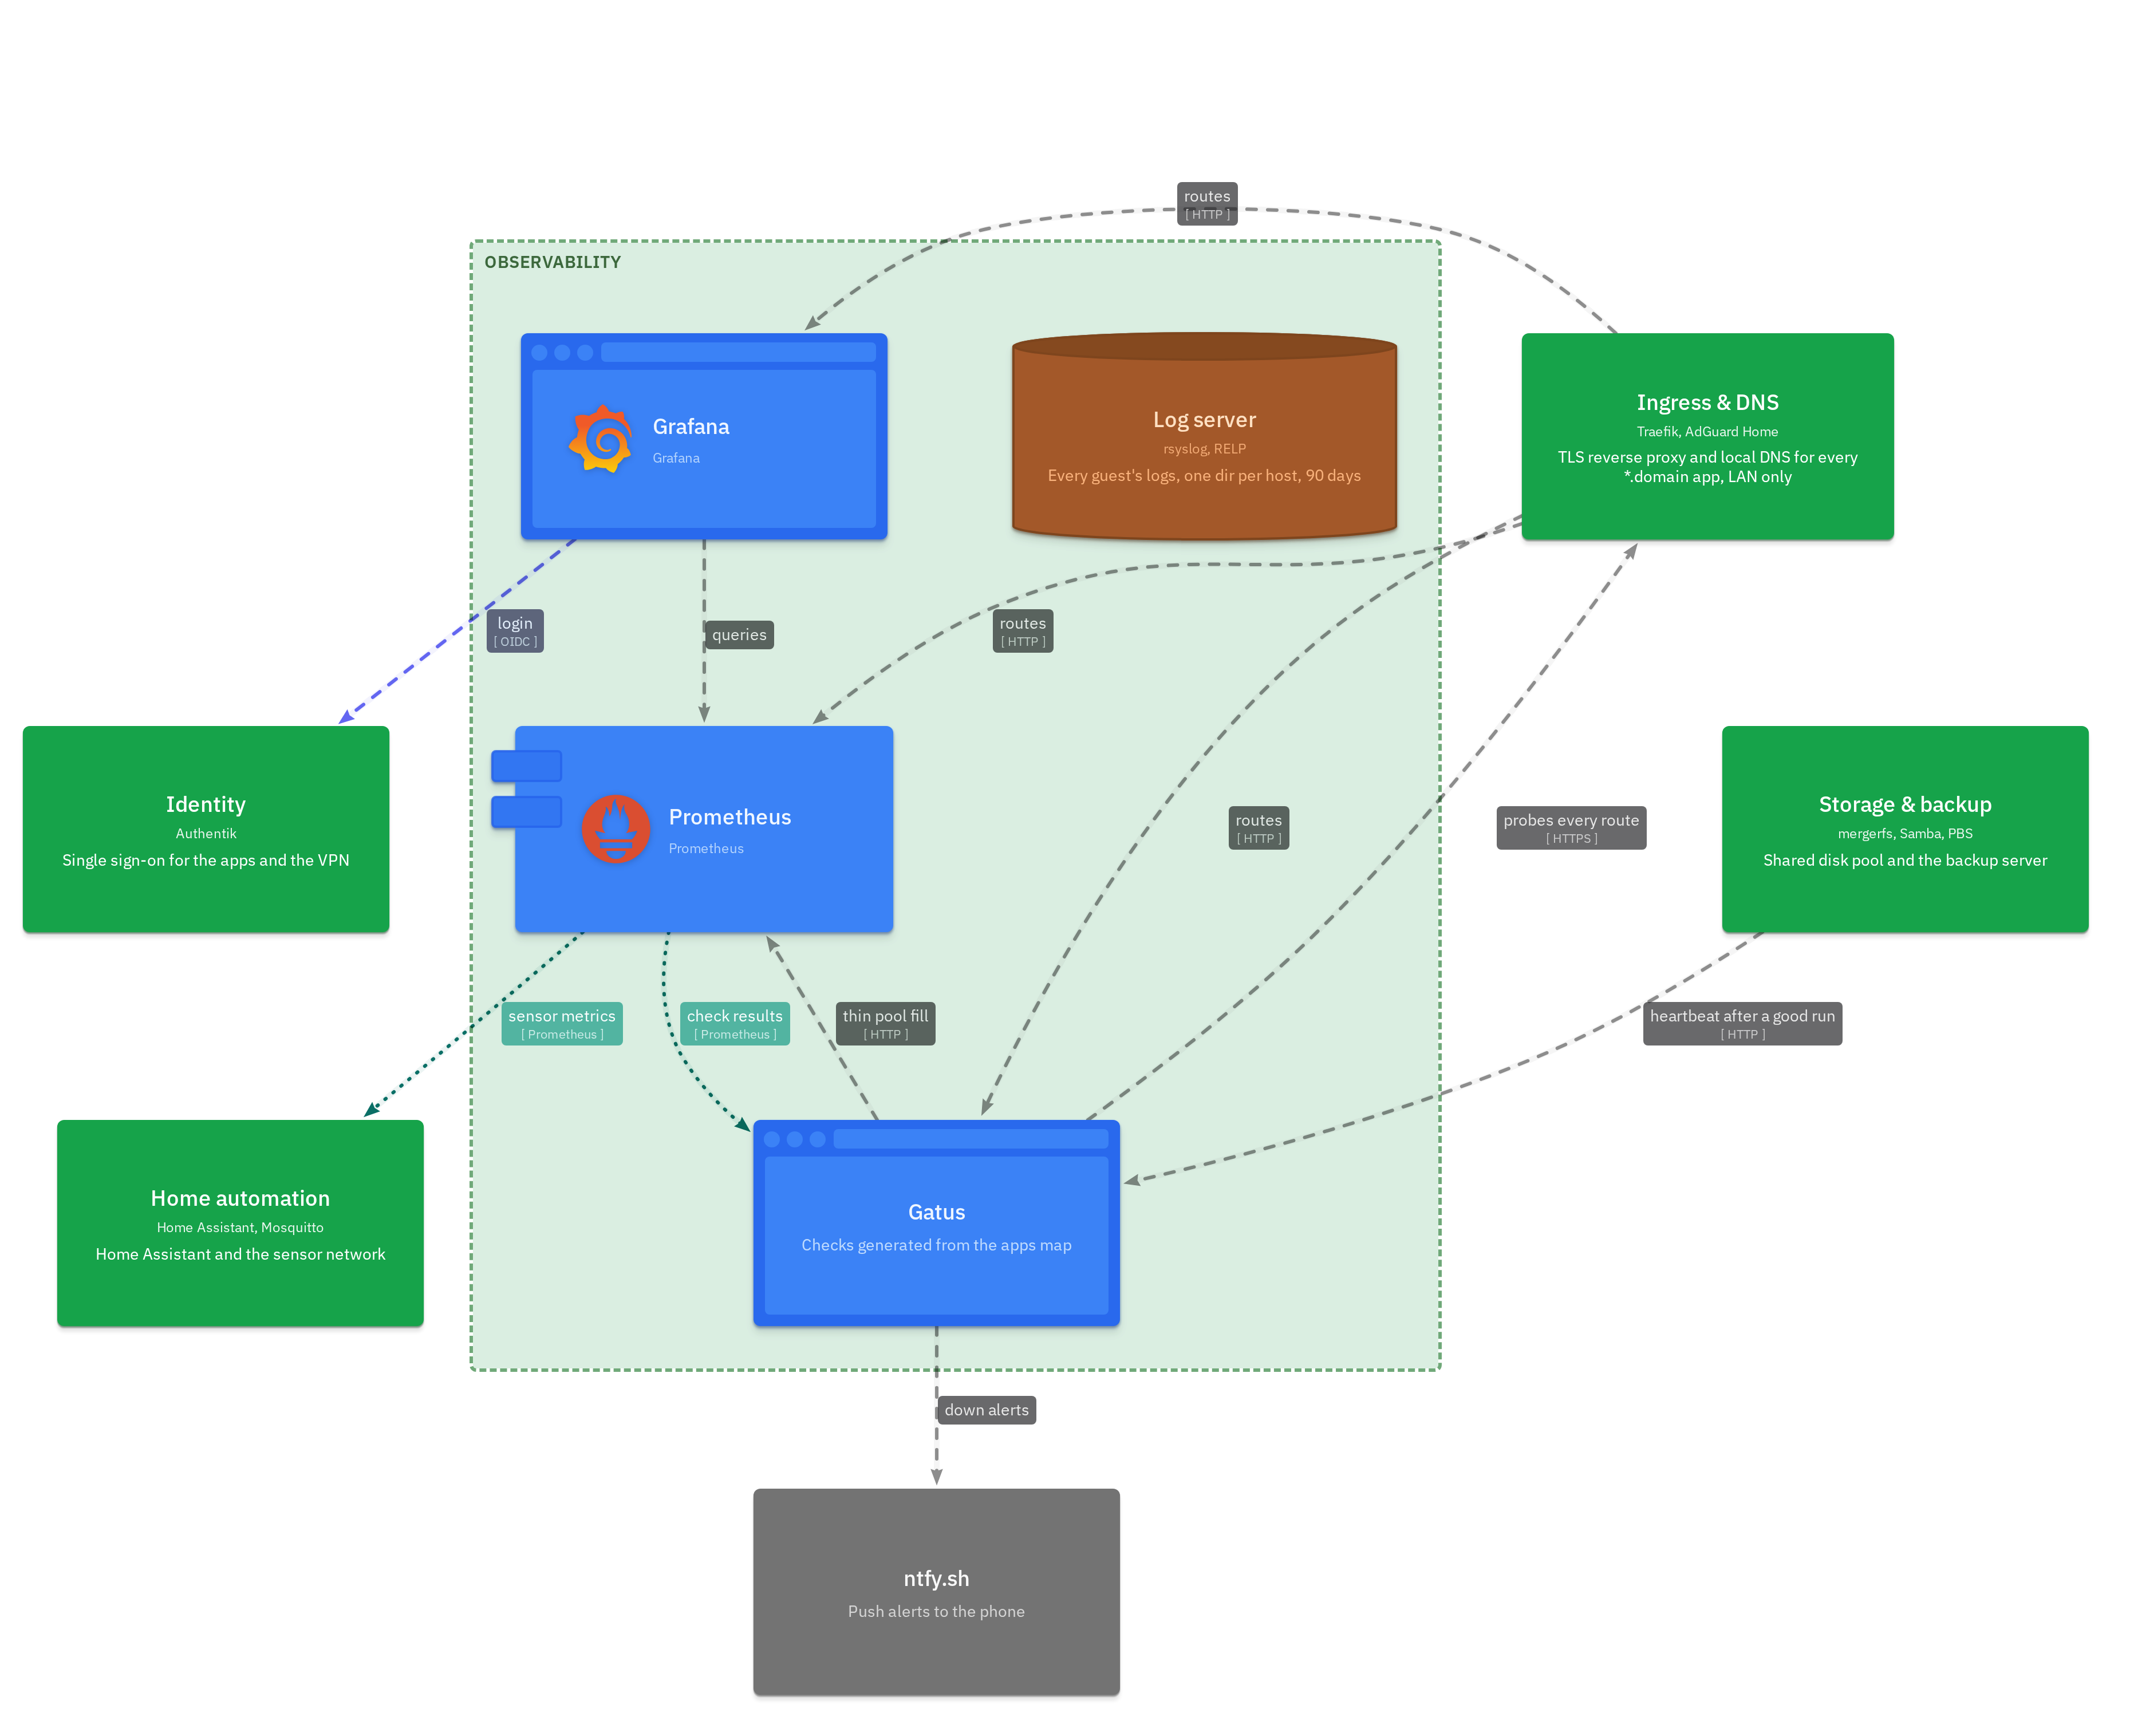 routes
[ HTTP ]
OBSERVABILITY
Grafana
Grafana
Log server
rsyslog, RELP
Every guest's logs, one dir per host, 90 days
Ingress & DNS
Traefik, AdGuard Home
TLS reverse proxy and local DNS for every
*.domain app, LAN only
login
[ OIDC ]
queries
routes
[ HTTP ]
Identity
Authentik
Single sign-on for the apps and the VPN
Prometheus
Prometheus
routes
[ HTTP ]
probes every route
[ HTTPS ]
Storage & backup
mergerfs, Samba, PBS
Shared disk pool and the backup server
sensor metrics
[ Prometheus ]
check results
[ Prometheus ]
thin pool fill
[ HTTP ]
heartbeat after a good run
[ HTTP ]
Home automation
Home Assistant, Mosquitto
Home Assistant and the sensor network
Gatus
Checks generated from the apps map
down alerts
ntfy.sh
Push alerts to the phone